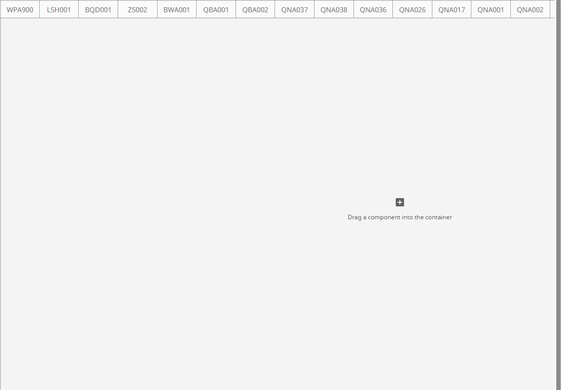 WPA900 LSH001 BQD001 ZS002 BWA001 QBA001 QBA002 QNA037 QNA038 QNA036 QNA026 QNA017 QNA001 QNA002
Drag a component into the container